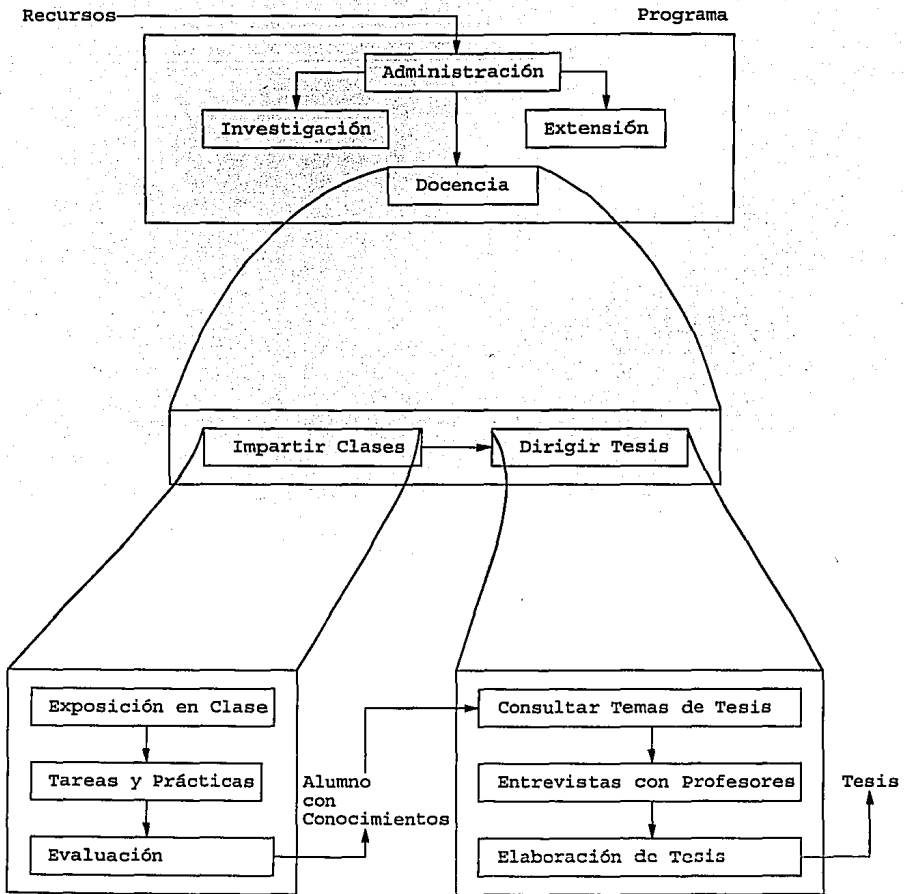 Recursos
Programa
Administración
Investigación
Extensión
Docencia
Impartir Clases
Dirigir Tesis
Exposición en Clase
Consultar Temas de Tesis
Tareas y Prácticas
Alumno
con
Conocimientos
Entrevistas con Profesores
Tesis
Evaluación
Elaboración de Tesis